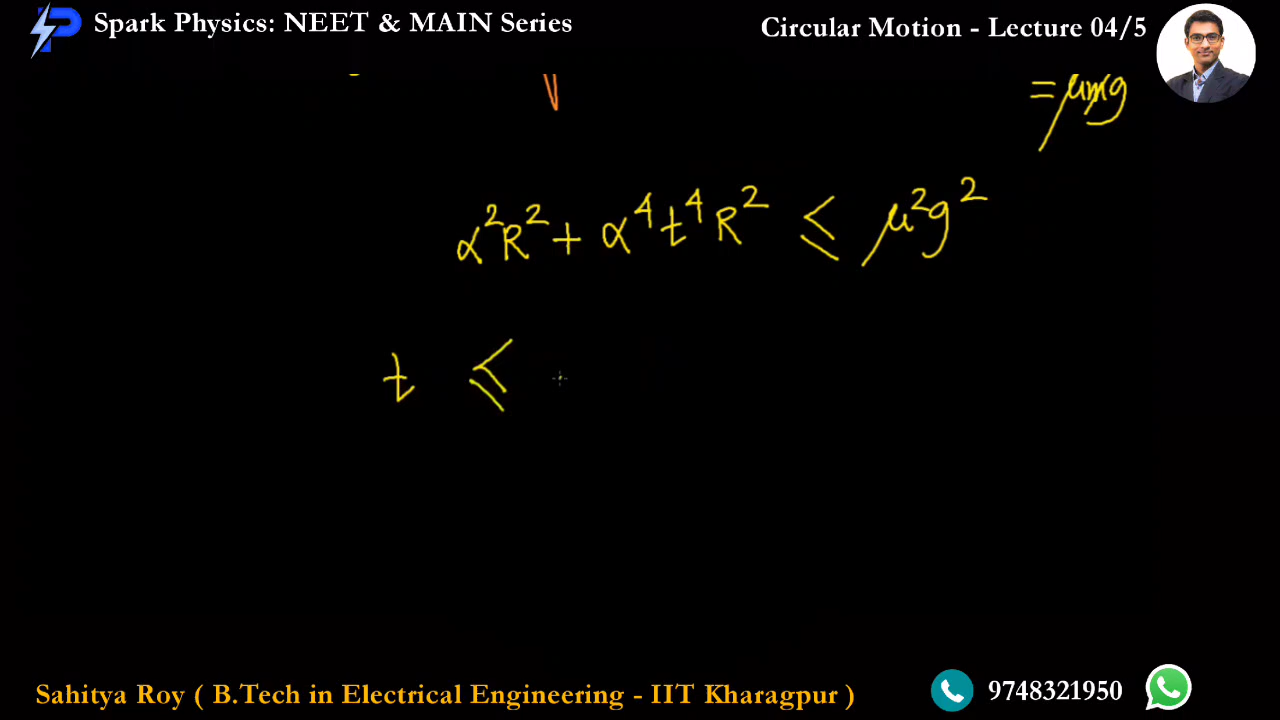 Spark Physics: NEET & MAIN Series
Circular Motion - Lecture 04/5
= μmg
α²R² + α⁴t⁴R² ≤ μ²g²
t ≤
Sahitya Roy ( B.Tech in Electrical Engineering - IIT Kharagpur )
9748321950